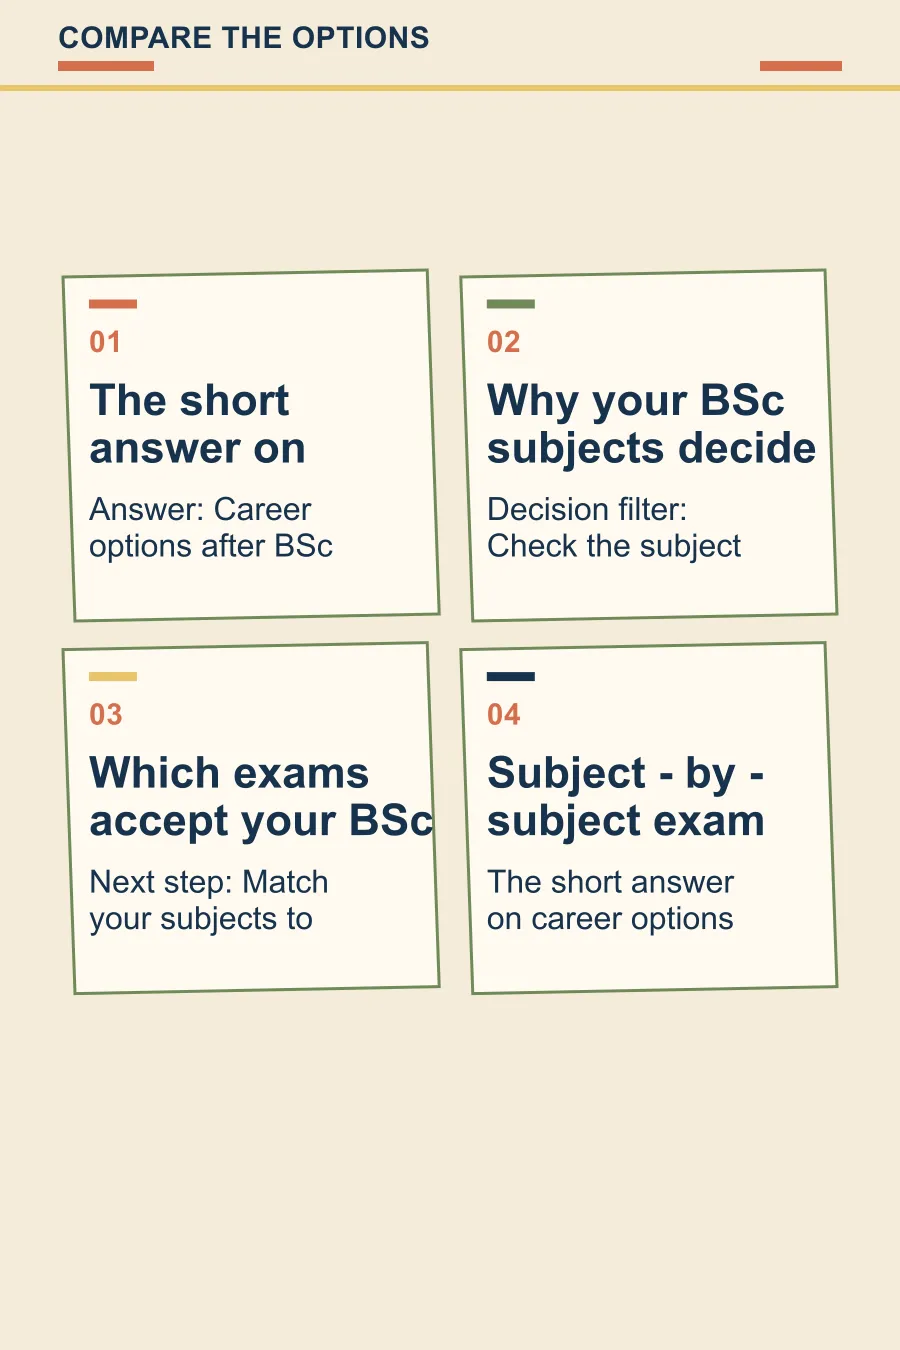 COMPARE THE OPTIONS
01
The short
answer on
Answer: Career
options after BSc
02
Why your BSc
subjects decide
Decision filter:
Check the subject
03
Which exams
accept your BSc
Next step: Match
your subjects to
04
Subject - by -
subject exam
The short answer
on career options